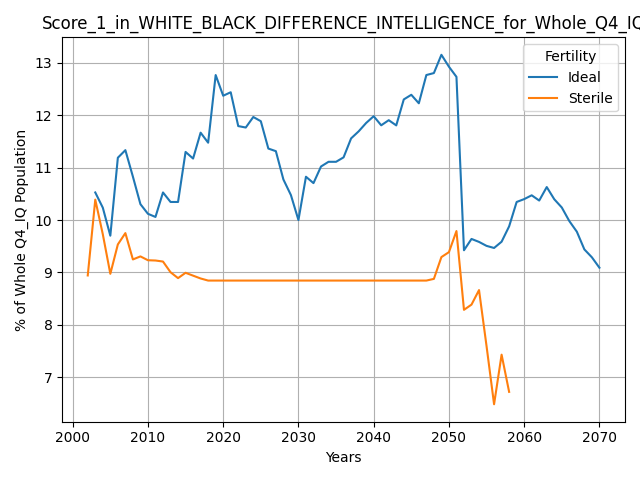 Score_1_in_WHITE_BLACK_DIFFERENCE_INTELLIGENCE_for_Whole_Q4_IQ
Fertility
Ideal
Sterile
% of Whole Q4_IQ Population
13
12
11
10
9
8
7
2000 2010 2020 2030 2040 2050 2060 2070
Years